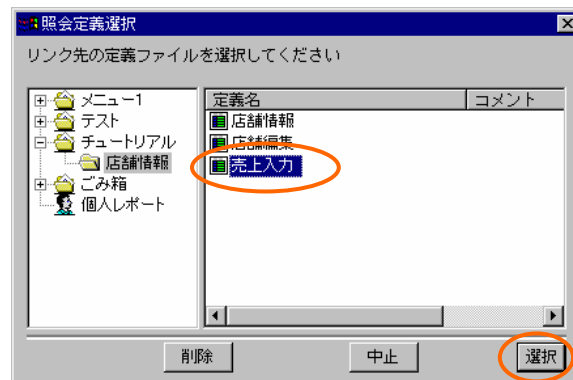 照会定義選択
リンク先の定義ファイルを選択してください
メニュー1
テスト
チュートリアル
店舗情報
ごみ箱
個人レポート
定義名 コメント
店舗情報
店舗編集
売上入力
削除 中止 選択